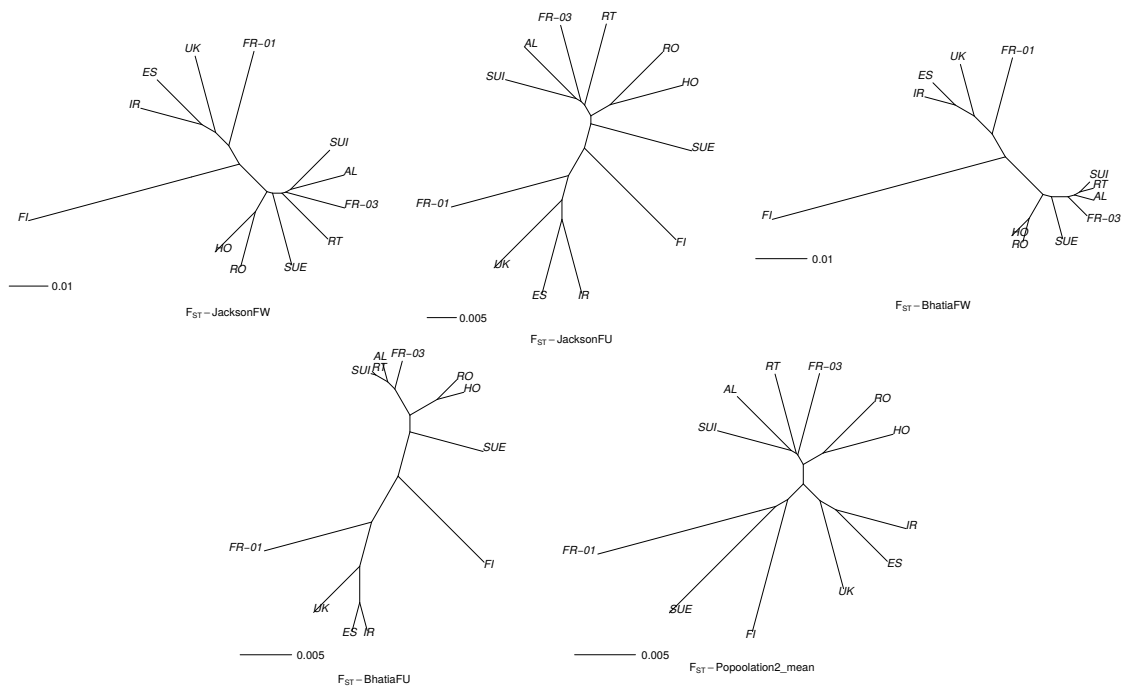 UK
FR−01
ES
IR
SUI
AL
FR−03
FI
HO
RT
RO
SUE
0.01
FST − JacksonFW
FR−03
RT
AL
RO
SUI
HO
SUE
FR−01
FI
UK
ES
IR
0.005
FST − JacksonFU
FR−01
UK
ES
IR
SUI
RT
AL
FR−03
FI
HO
RO
SUE
0.01
FST − BhatiaFW
AL
FR−03
SUI
RT
RO
HO
SUE
FR−01
FI
UK
ES
IR
0.005
FST − BhatiaFU
RT
FR−03
AL
RO
SUI
HO
IR
FR−01
ES
UK
SUE
FI
0.005
FST − Popoolation2_mean